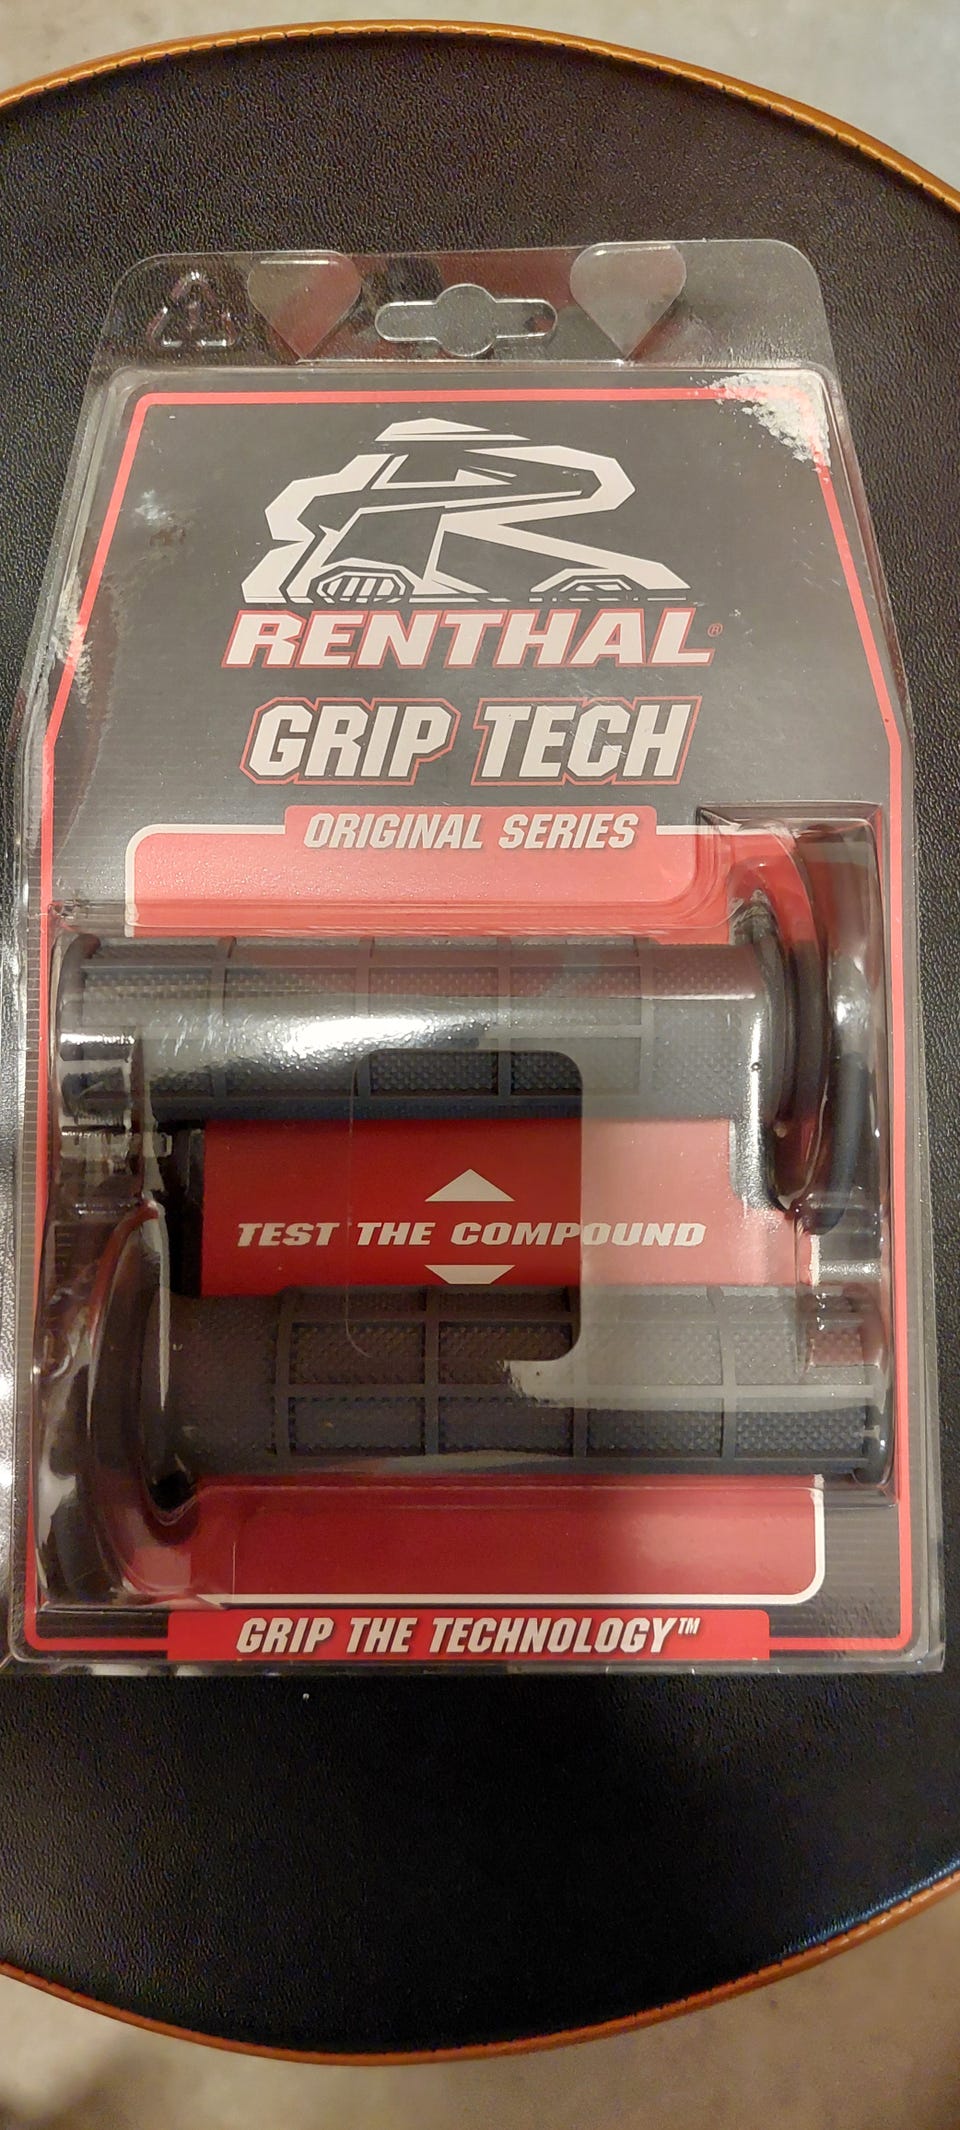 RENTHAL®
GRIP TECH
ORIGINAL SERIES
TEST THE COMPOUND
GRIP THE TECHNOLOGY™